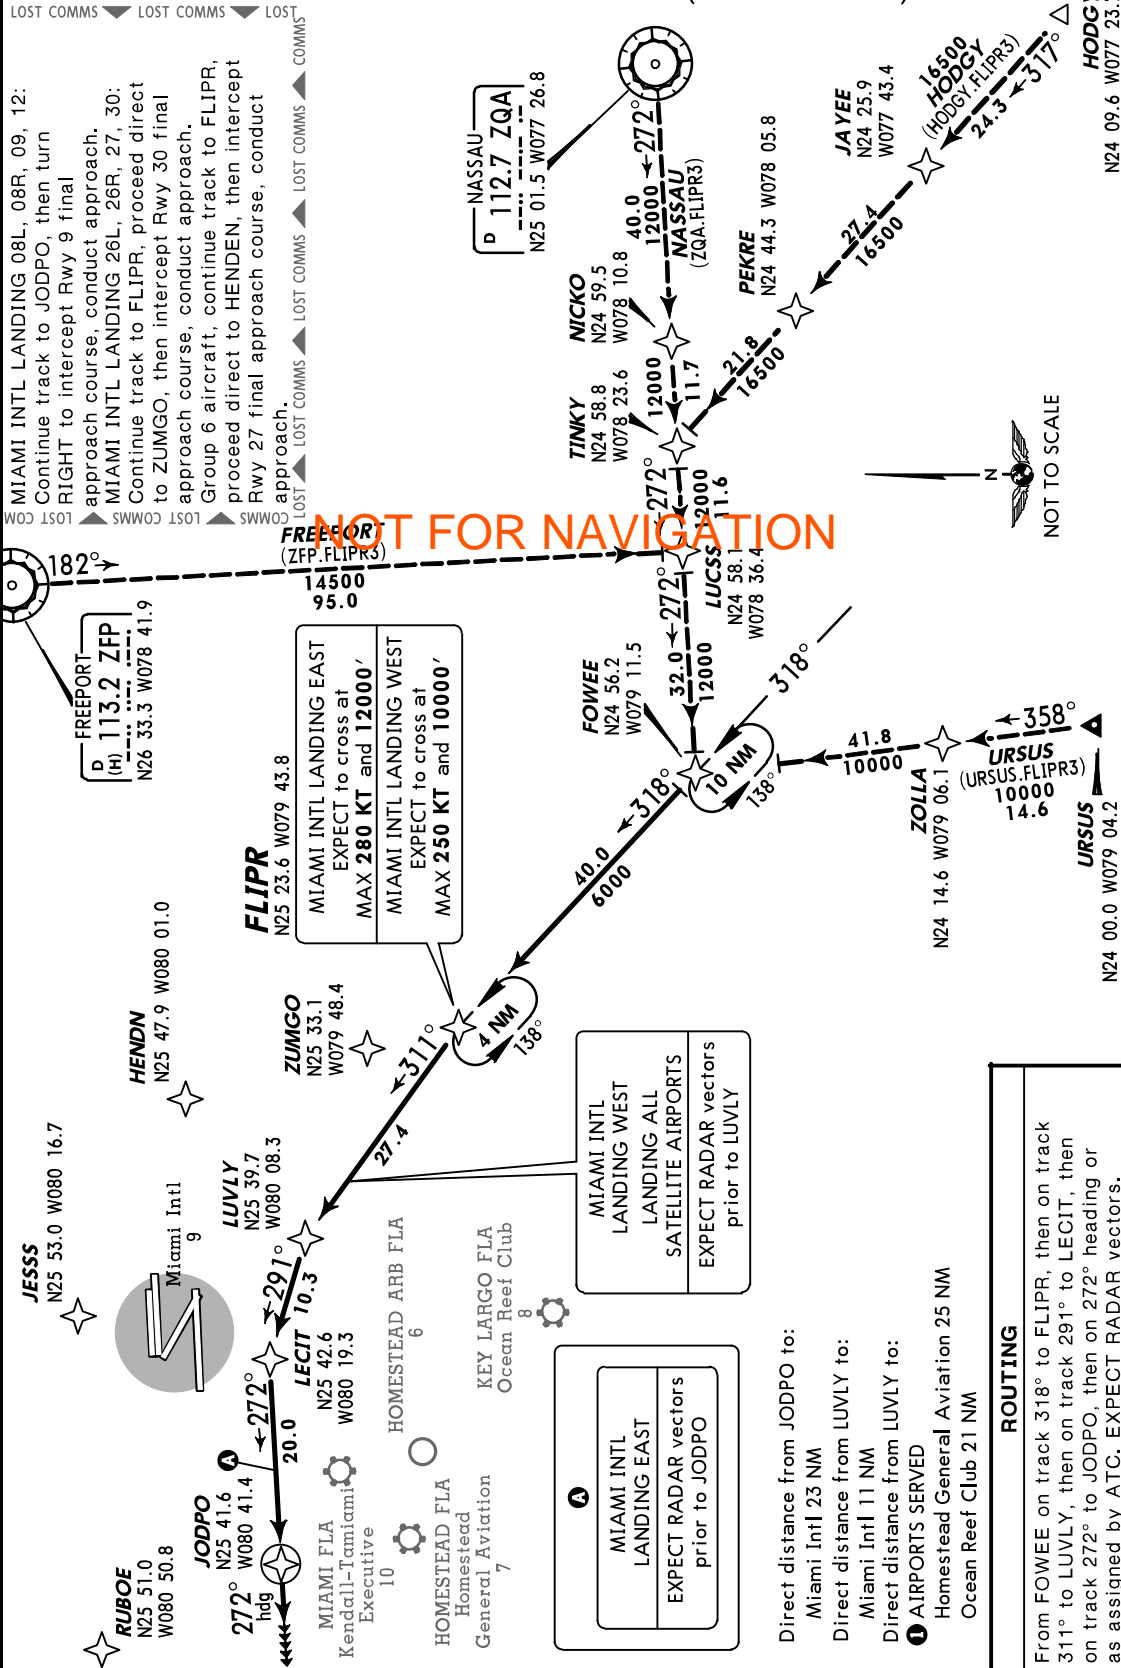 LOST COMMS LOST COMMS LOST
MIAMI INTL LANDING 08L, 08R, 09, 12:
Continue track to JODPO, then turn
RIGHT to intercept Rwy 9 final
approach course, conduct approach.
MIAMI INTL LANDING 26L, 26R, 27, 30:
Continue track to FLIPR, proceed direct
to ZUMGO, then intercept Rwy 30 final
approach course, conduct approach.
Group 6 aircraft, continue track to FLIPR,
proceed direct to HENDEN, then intercept
Rwy 27 final approach course, conduct
approach.
LOST COMMS LOST COMMS LOST COMMS LOST COMMS
LOST COM
LOST COMMS
COMMS
NOT FOR NAVIGATION
FREEPORT
D
(H) 113.2 ZFP
N26 33.3 W078 41.9
182°
FREEPORT
(ZFP.FLIPR3)
14500
95.0
NASSAU
D 112.7 ZQA
N25 01.5 W077 26.8
272°
40.0
12000
NASSAU
(ZQA.FLIPR3)
NICKO
N24 59.5
W078 10.8
12000
11.7
TINKY
N24 58.8
W078 23.6
272°
12000
11.6
LUCSS
N24 58.1
W078 36.4
272°
32.0
12000
JAYEE
N24 25.9
W077 43.4
16500
HODGY
(HODGY.FLIPR3)
24.3
317°
HODGY
N24 09.6 W077 23.
27.4
16500
PEKRE
N24 44.3 W078 05.8
21.8
16500
N
NOT TO SCALE
FOWEE
N24 56.2
W079 11.5
318°
10 NM
138°
41.8
10000
ZOLLA
N24 14.6 W079 06.1
358°
URSUS
(URSUS.FLIPR3)
10000
14.6
URSUS
N24 00.0 W079 04.2
318°
40.0
6000
FLIPR
N25 23.6 W079 43.8
MIAMI INTL LANDING EAST
EXPECT to cross at
MAX 280 KT and 12000'
MIAMI INTL LANDING WEST
EXPECT to cross at
MAX 250 KT and 10000'
4 NM
138°
HENDN
N25 47.9 W080 01.0
ZUMGO
N25 33.1
W079 48.4
311°
27.4
MIAMI INTL
LANDING WEST
LANDING ALL
SATELLITE AIRPORTS
EXPECT RADAR vectors
prior to LUVLY
JESSS
N25 53.0 W080 16.7
Miami Intl
9
LUVLY
N25 39.7
W080 08.3
291°
10.3
LECIT
N25 42.6
W080 19.3
272°
20.0
A
HOMESTEAD ARB FLA
6
KEY LARGO FLA
Ocean Reef Club
8
RUBOE
N25 51.0
W080 50.8
JODPO
N25 41.6
W080 41.4
272°
hdg
MIAMI FLA
Kendall-Tamiami
Executive
10
HOMESTEAD FLA
Homestead
General Aviation
7
A
MIAMI INTL
LANDING EAST
EXPECT RADAR vectors
prior to JODPO
Direct distance from JODPO to:
Miami Intl 23 NM
Direct distance from LUVLY to:
Miami Intl 11 NM
Direct distance from LUVLY to:
1 AIRPORTS SERVED
Homestead General Aviation 25 NM
Ocean Reef Club 21 NM
ROUTING
From FOWEE on track 318° to FLIPR, then on track
311° to LUVLY, then on track 291° to LECIT, then
on track 272° to JODPO, then on 272° heading or
as assigned by ATC. EXPECT RADAR vectors.